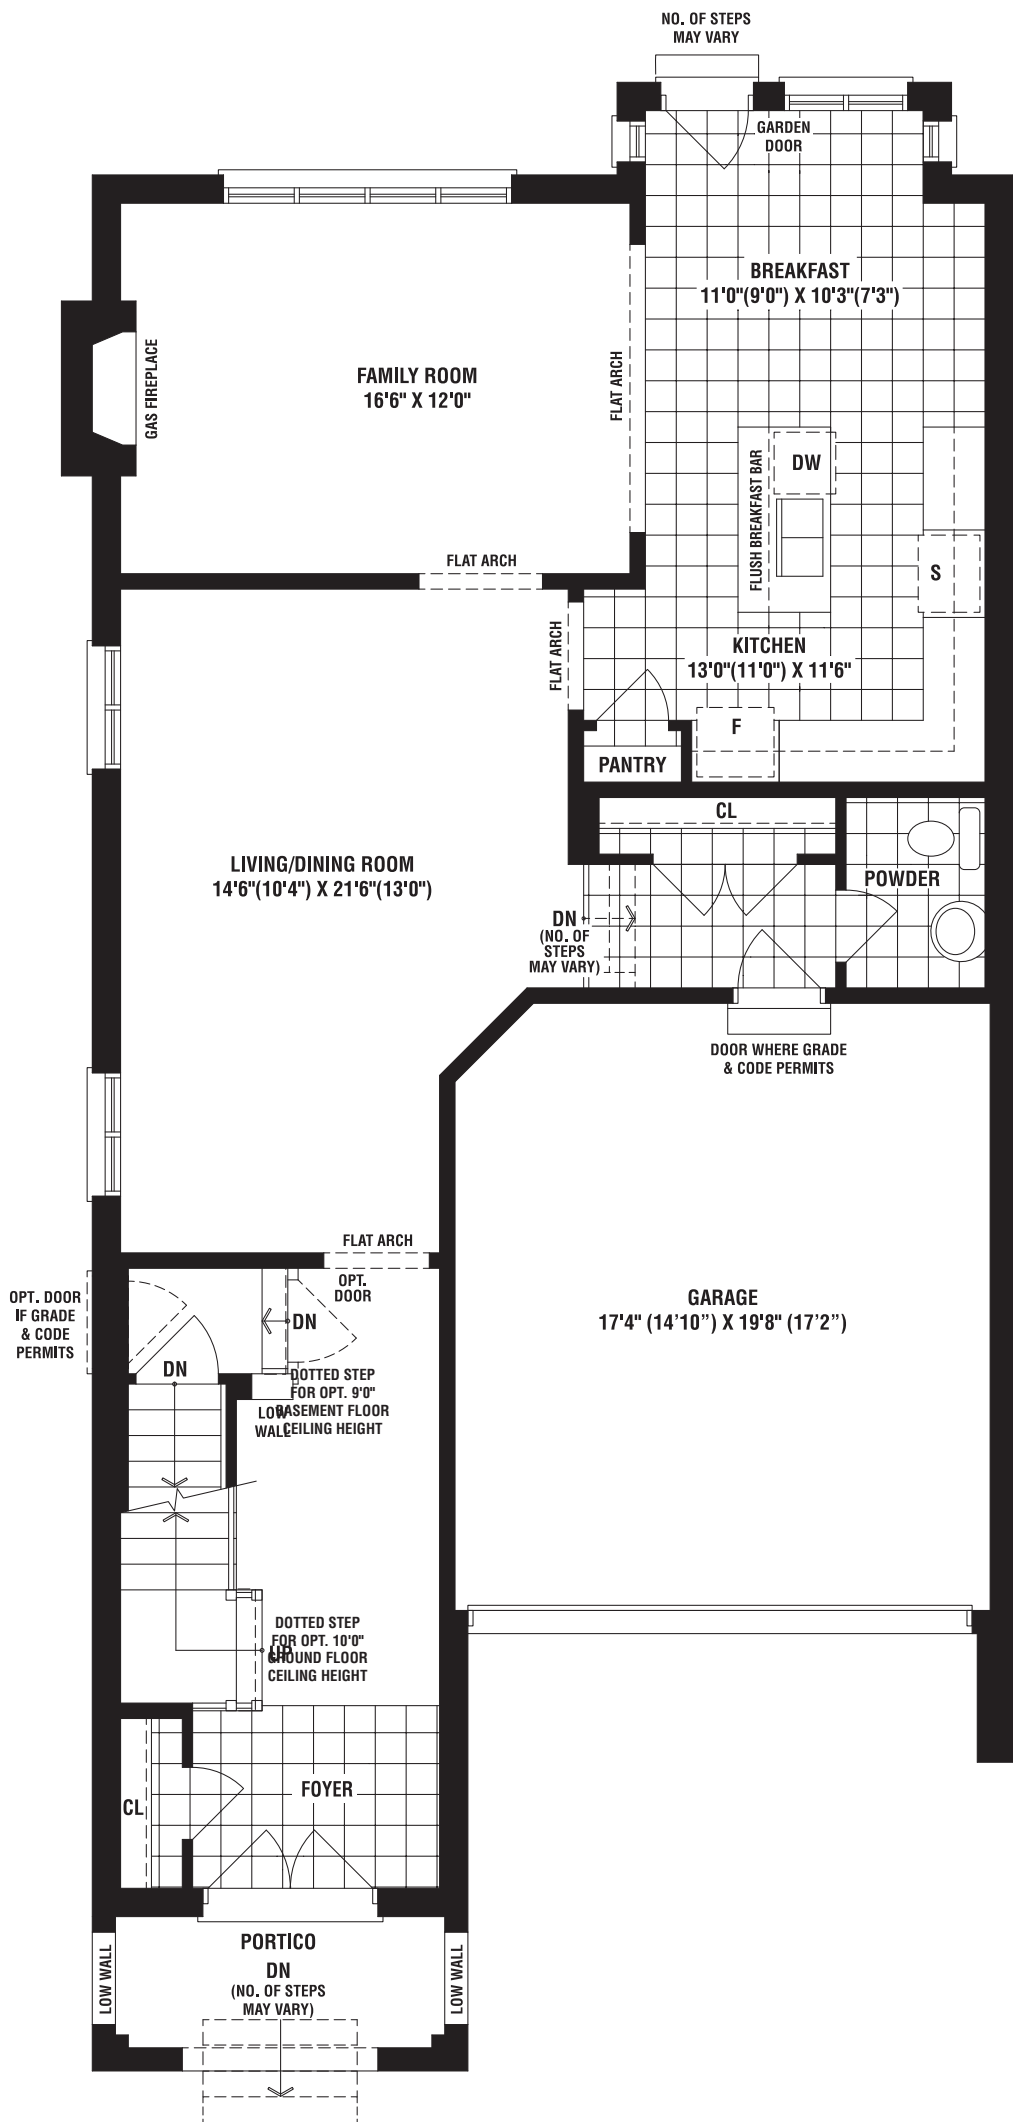 NO. OF STEPS
MAY VARY
GARDEN
DOOR
BREAKFAST
11'0"(9'0") X 10'3"(7'3")
GAS FIREPLACE
FAMILY ROOM
16'6" X 12'0"
FLAT ARCH
FLUSH BREAKFAST BAR
DW
S
FLAT ARCH
FLAT ARCH
KITCHEN
13'0"(11'0") X 11'6"
F
PANTRY
CL
POWDER
LIVING/DINING ROOM
14'6"(10'4") X 21'6"(13'0")
DN
(NO. OF
STEPS
MAY VARY)
DOOR WHERE GRADE
& CODE PERMITS
FLAT ARCH
OPT.
DOOR
OPT. DOOR
IF GRADE
& CODE
PERMITS
DN
DN
GARAGE
17'4" (14'10”) X 19'8" (17'2”)
DOTTED STEP
FOR OPT. 9'0"
BASEMENT FLOOR
CEILING HEIGHT
LOW
WALL
DOTTED STEP
FOR OPT. 10'0"
GROUND FLOOR
CEILING HEIGHT
UP
FOYER
CL
PORTICO
DN
(NO. OF STEPS
MAY VARY)
LOW WALL
LOW WALL